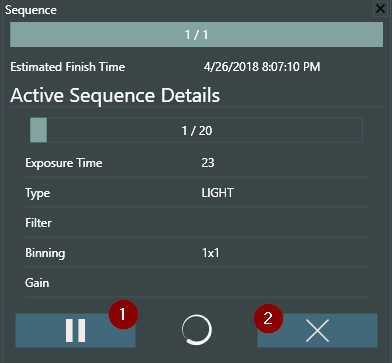 Sequence
1 / 1
Estimated Finish Time 4/26/2018 8:07:10 PM
Active Sequence Details
1 / 20
Exposure Time 23
Type LIGHT
Filter
Binning 1x1
Gain
1 2